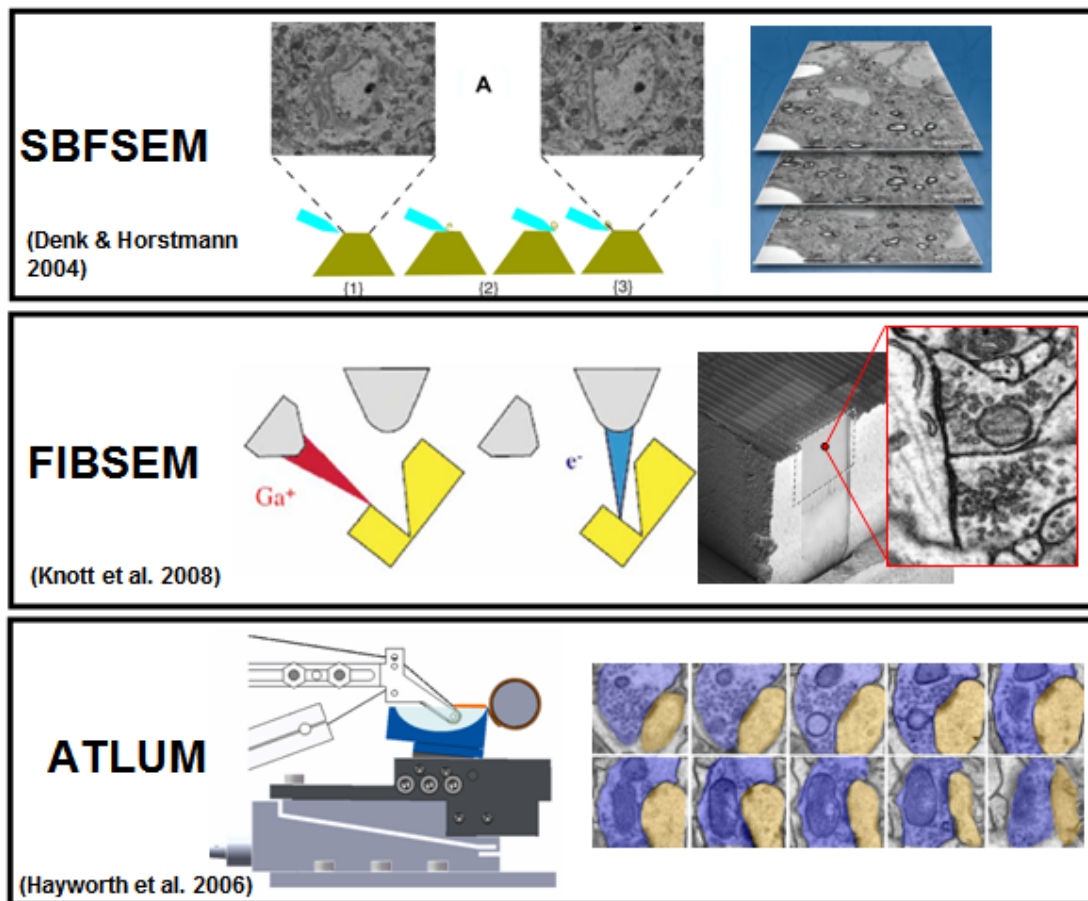 A
SBFSEM
(Denk & Horstmann
2004)
{1}
{2}
{3}
FIBSEM
Ga⁺
e⁻
(Knott et al. 2008)
ATLUM
(Hayworth et al. 2006)